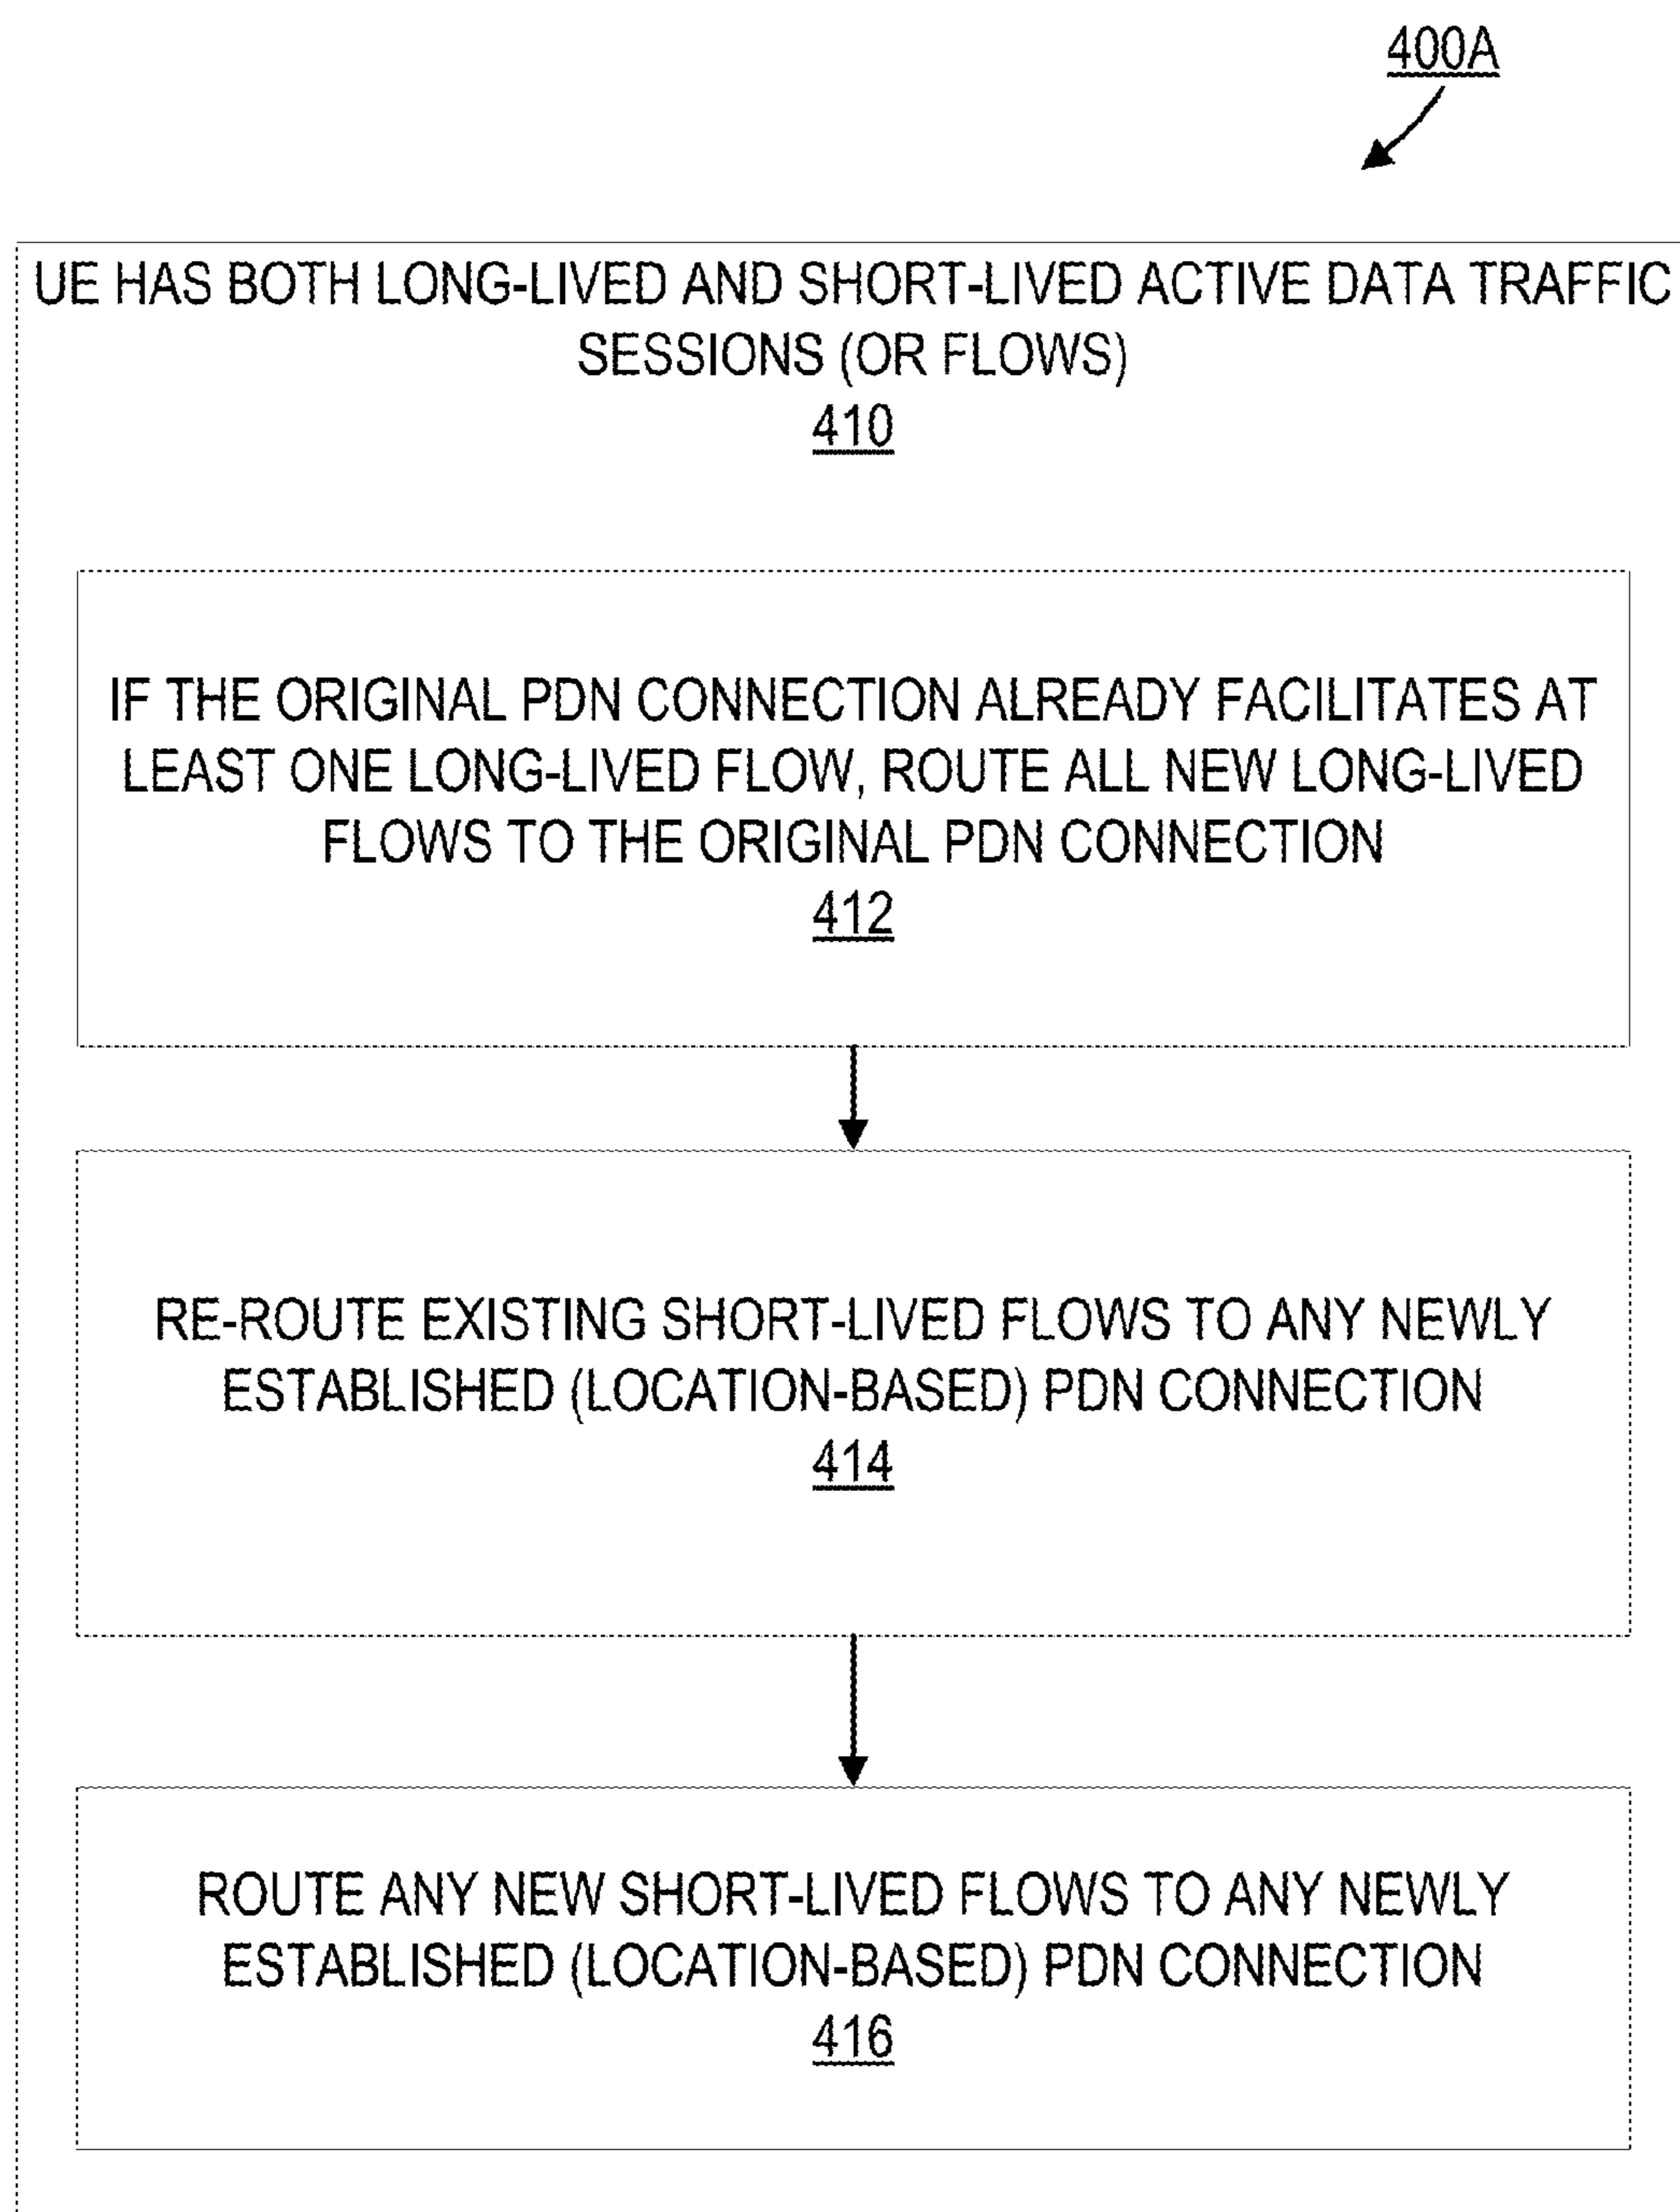 400A
UE HAS BOTH LONG-LIVED AND SHORT-LIVED ACTIVE DATA TRAFFIC
SESSIONS (OR FLOWS)
410
IF THE ORIGINAL PDN CONNECTION ALREADY FACILITATES AT
LEAST ONE LONG-LIVED FLOW, ROUTE ALL NEW LONG-LIVED
FLOWS TO THE ORIGINAL PDN CONNECTION
412
RE-ROUTE EXISTING SHORT-LIVED FLOWS TO ANY NEWLY
ESTABLISHED (LOCATION-BASED) PDN CONNECTION
414
ROUTE ANY NEW SHORT-LIVED FLOWS TO ANY NEWLY
ESTABLISHED (LOCATION-BASED) PDN CONNECTION
416